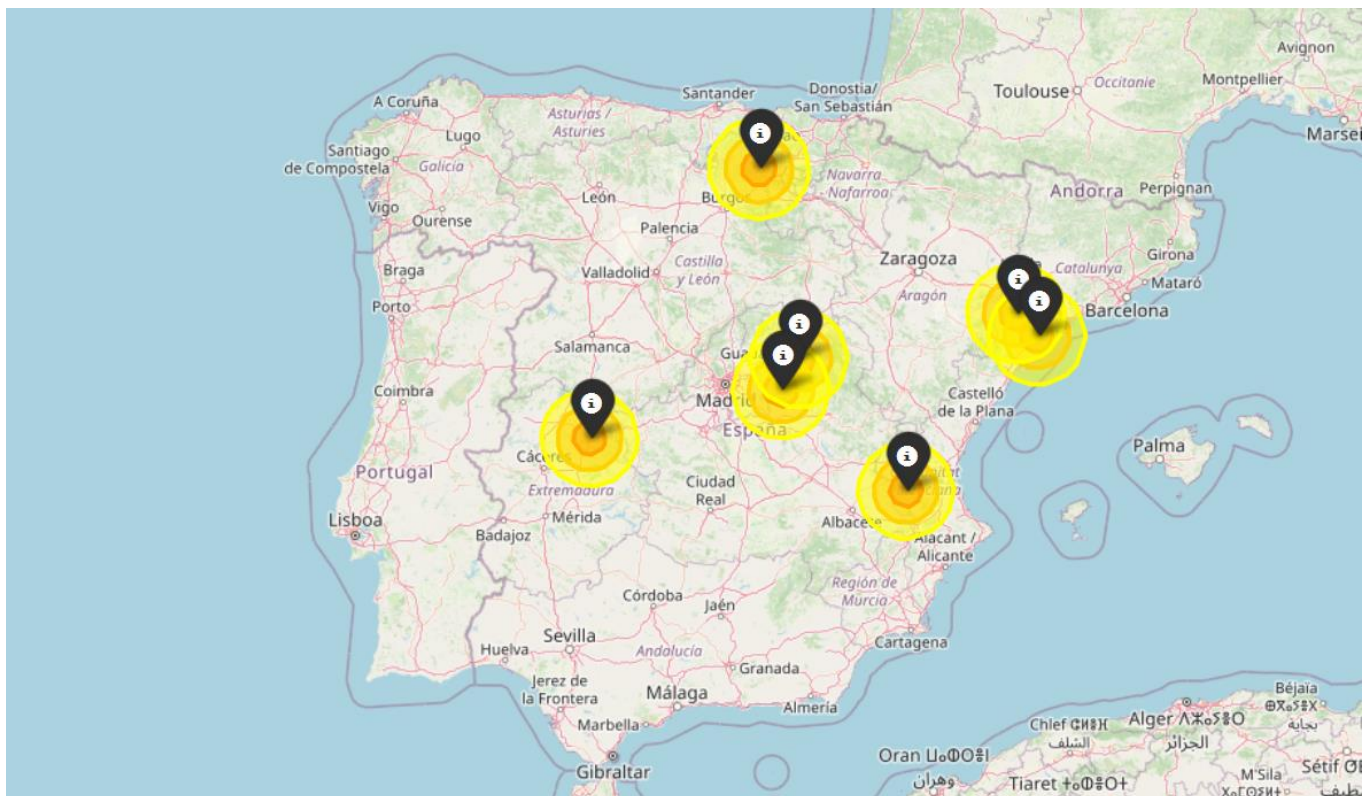 Avignon
Occitanie
Montpellier
Toulouse
Marsei
Donostia/
San Sebastián
Santander
A Coruña
Asturias /
Asturies
Lugo
Santiago
de Compostela
Galicia
Navarra
- Nafarroa
Andorra
Perpignan
Vigo
Ourense
León
Burgos
Palencia
Girona
Zaragoza
Catalunya
Mataró
Braga
Valladolid
Castilla
y León
Aragón
Barcelona
Porto
Salamanca
Gua
Madrid
España
Coimbra
Castelló
de la Plana
Palma
Portugal
Cáceres
Extremadura
Ciudad
Real
Lisboa
Mérida
Badajoz
Albacete
Alacant /
Alicante
Córdoba
Jaén
Región de
Murcia
Sevilla
Cartagena
Huelva
Andalucía
Granada
Jerez de
la Frontera
Málaga
Almería
Marbella
Gibraltar
Béjaïa
بجاية
Alger
الجزائر
Chlef
الشلف
Oran
وهران
Tiaret
M'Sila
Sétif